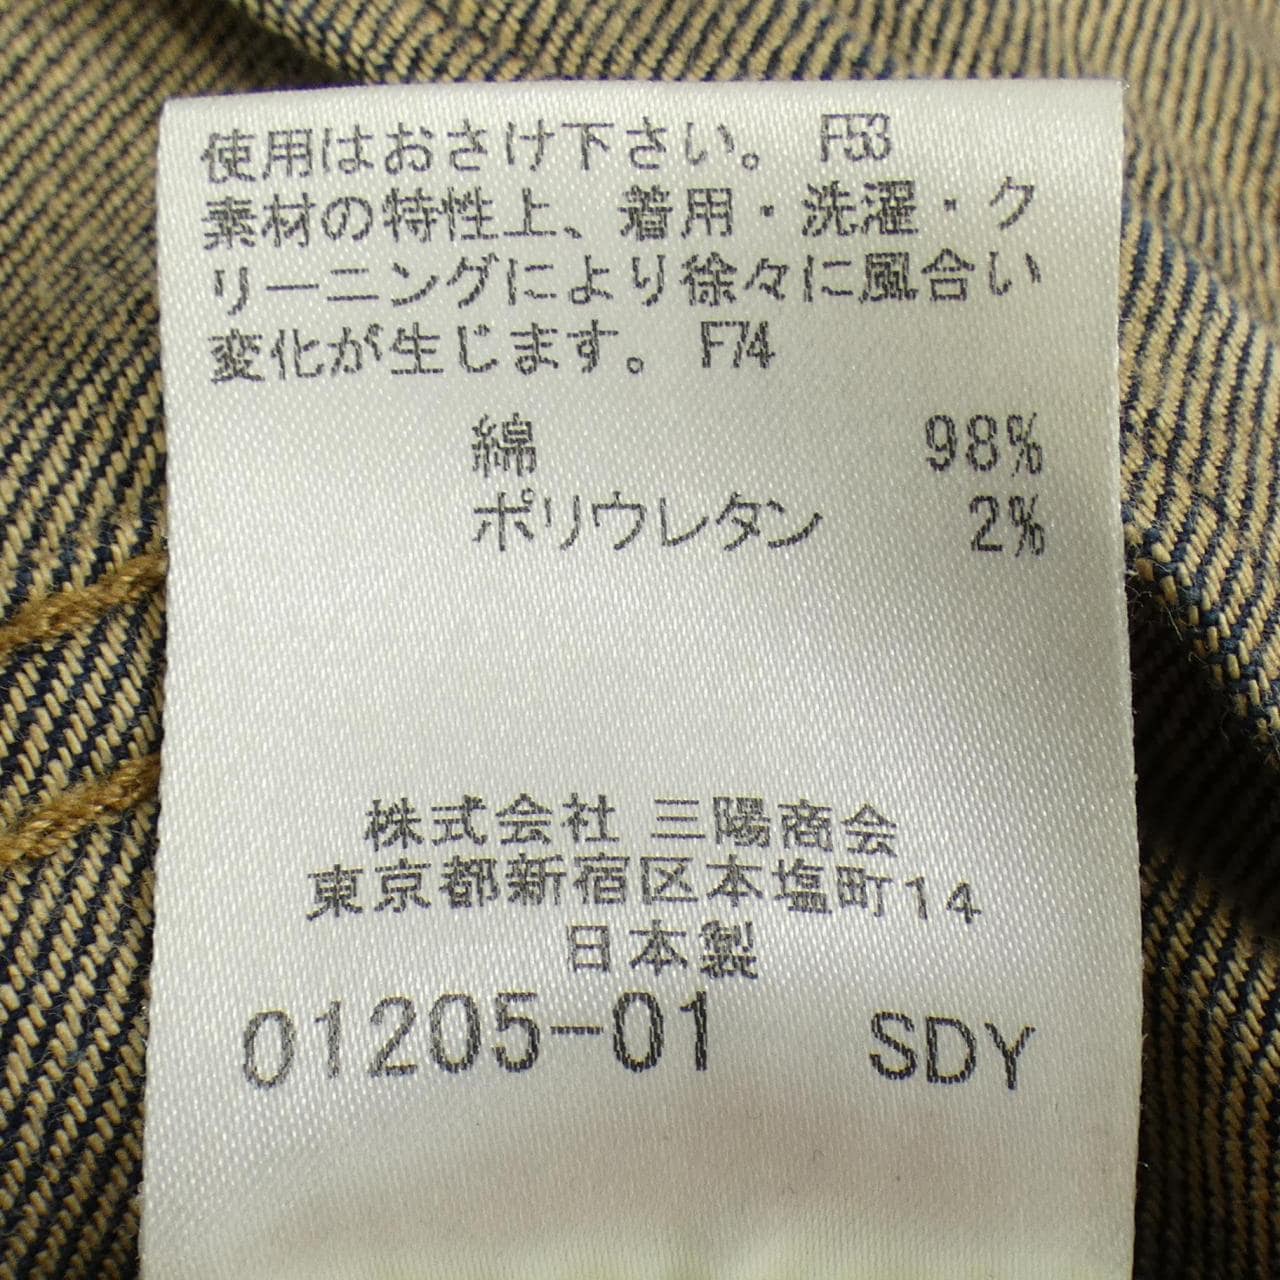 使用はおさけ下さい。 F53
素材の特性上、着用・洗濯・ク
リーニングにより徐々に風合い
変化が生じます。 F74
綿 98%
ポリウレタン 2%
株式会社 三陽商会
東京都新宿区本塩町14
日本製
01205-01 SDY